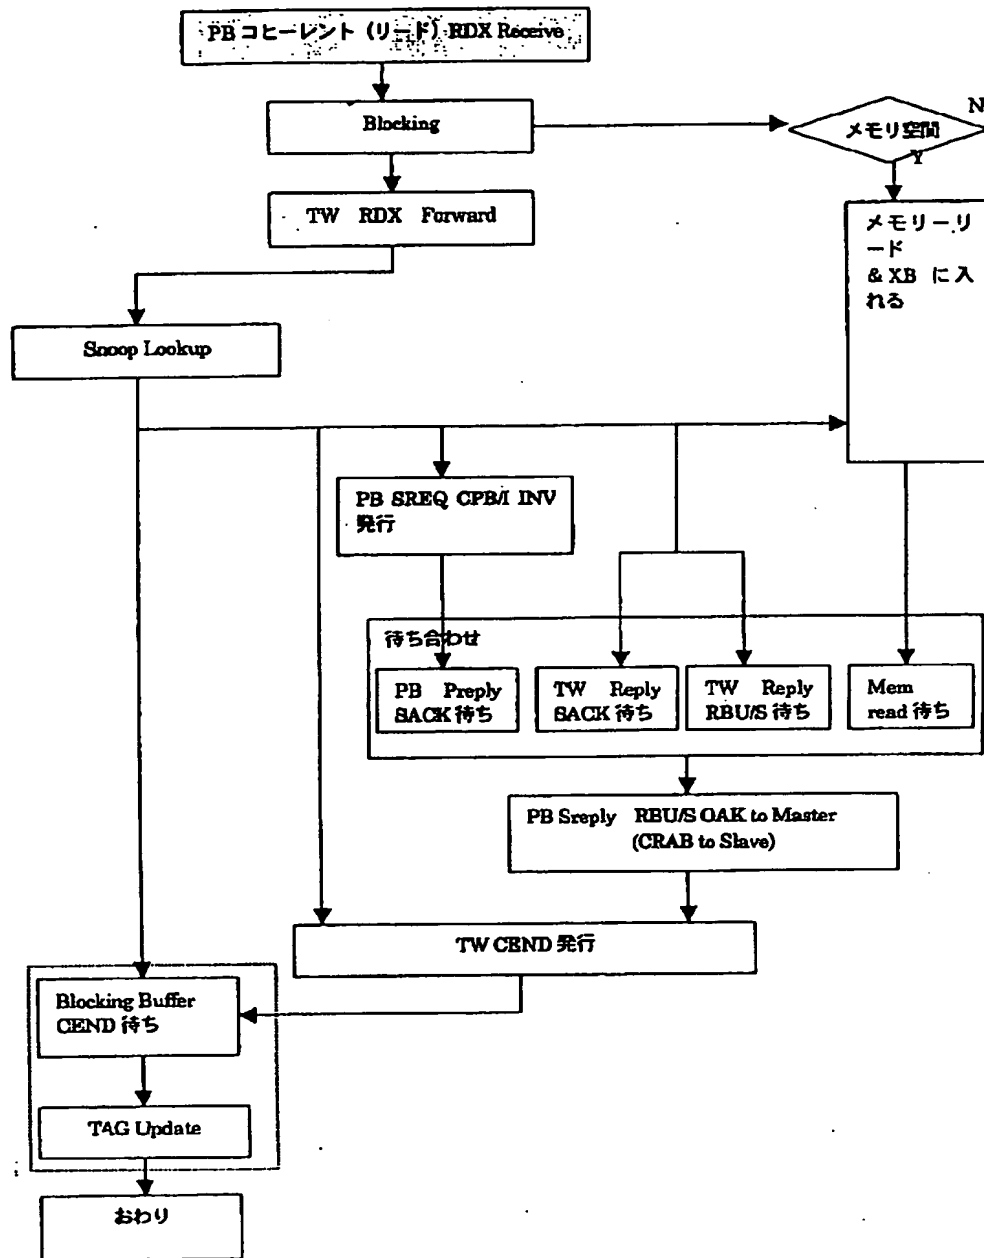 PB コヒーレント (リード) RDX Receive
Blocking
メモリ空間
N
Y
TW RDX Forward
メモリーリ
ード
& XB に入
れる
Snoop Lookup
PB SREQ CPB/I INV
発行
待ち合わせ
PB Preply
SACK 待ち
TW Reply
SACK 待ち
TW Reply
RBU/S 待ち
Mem
read 待ち
PB Sreply RBU/S OAK to Master
(CRAB to Slave)
TW CEND 発行
Blocking Buffer
CEND 待ち
TAG Update
おわり